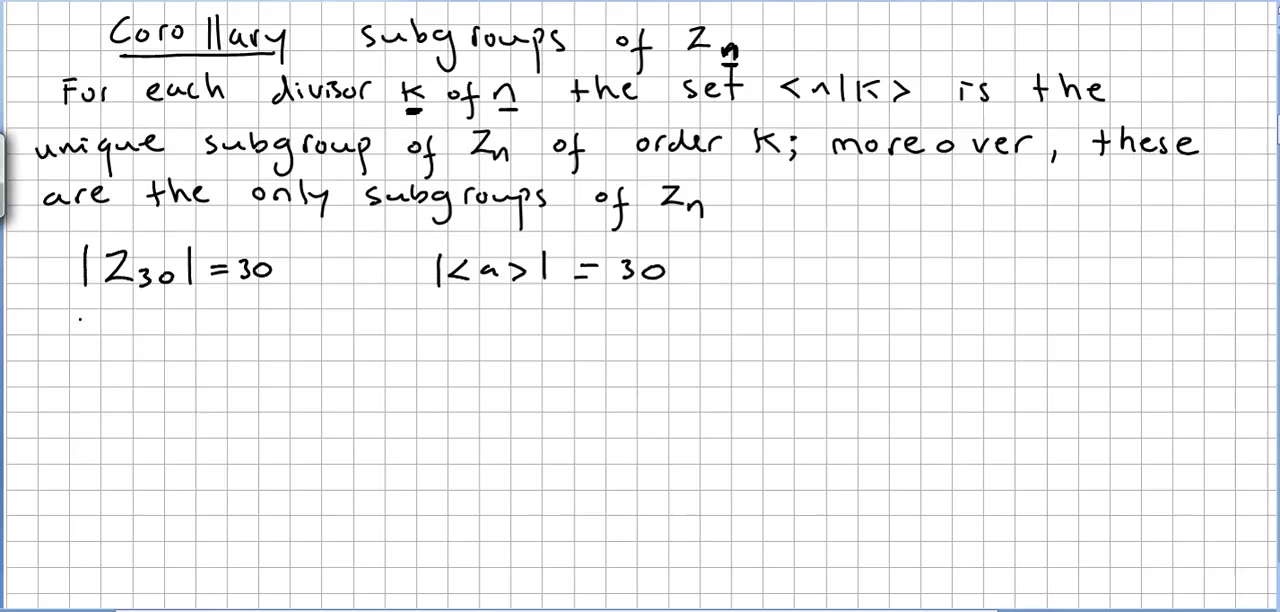 Corollary subgroups of Zn
For each divisor k of n the set <n/k> is the
unique subgroup of Zn of order k; moreover, these
are the only subgroups of Zn
|Z30| = 30 |<a>| = 30